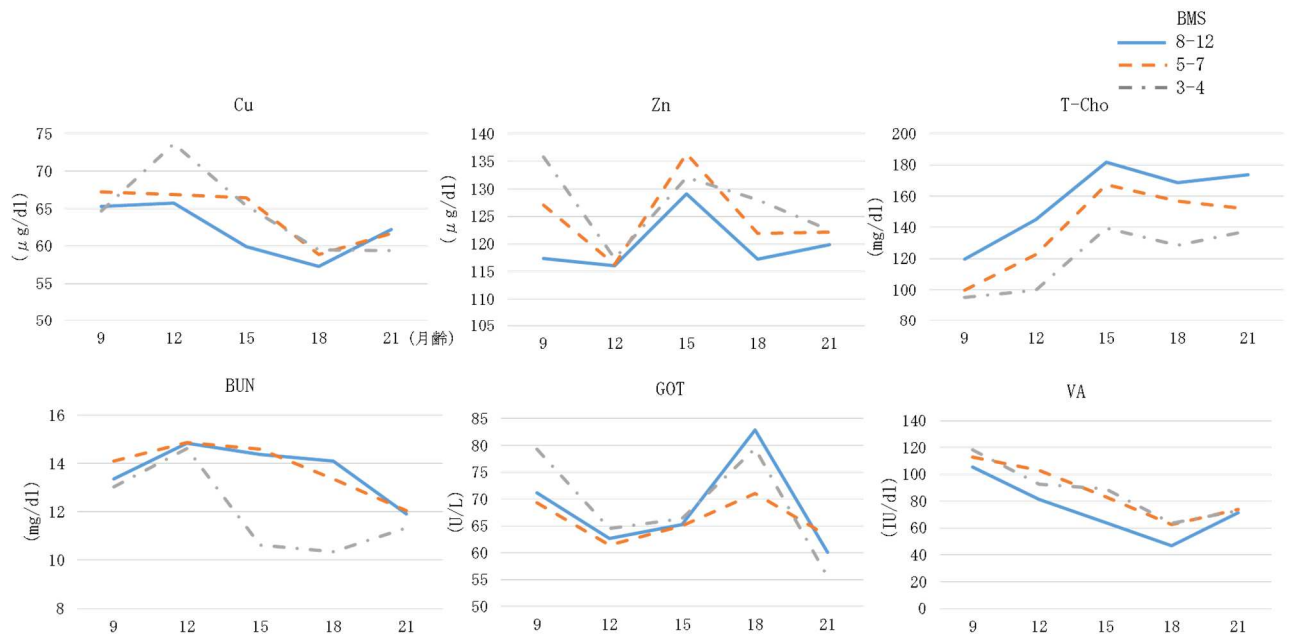 BMS
8-12
5-7
3-4
Cu
(μg/dl)
75
70
65
60
55
50
9 12 15 18 21 (月齢)
Zn
(μg/dl)
140
135
130
125
120
115
110
105
9 12 15 18 21
T-Cho
(mg/dl)
200
180
160
140
120
100
80
9 12 15 18 21
BUN
(mg/dl)
16
14
12
10
8
9 12 15 18 21
GOT
(U/L)
85
80
75
70
65
60
55
50
9 12 15 18 21
VA
(IU/dl)
140
120
100
80
60
40
20
0
9 12 15 18 21